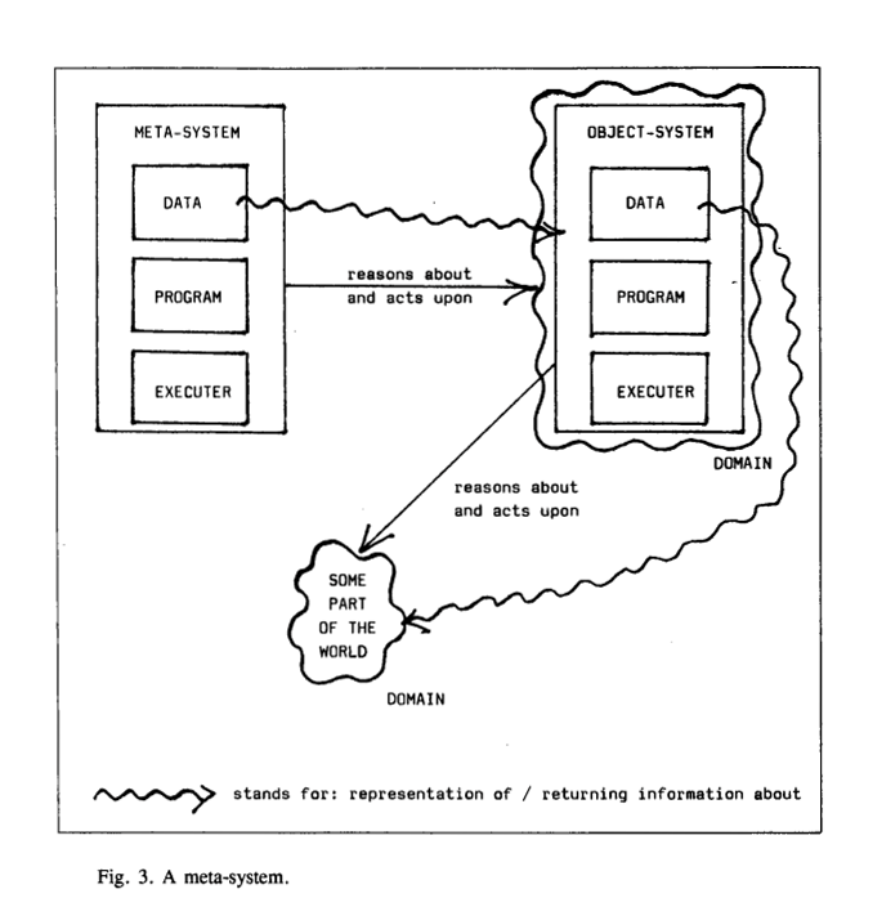 META-SYSTEM
DATA
PROGRAM
EXECUTER
OBJECT-SYSTEM
DATA
PROGRAM
EXECUTER
reasons about
and acts upon
DOMAIN
reasons about
and acts upon
SOME
PART
OF THE
WORLD
DOMAIN
stands for: representation of / returning information about
Fig. 3. A meta-system.